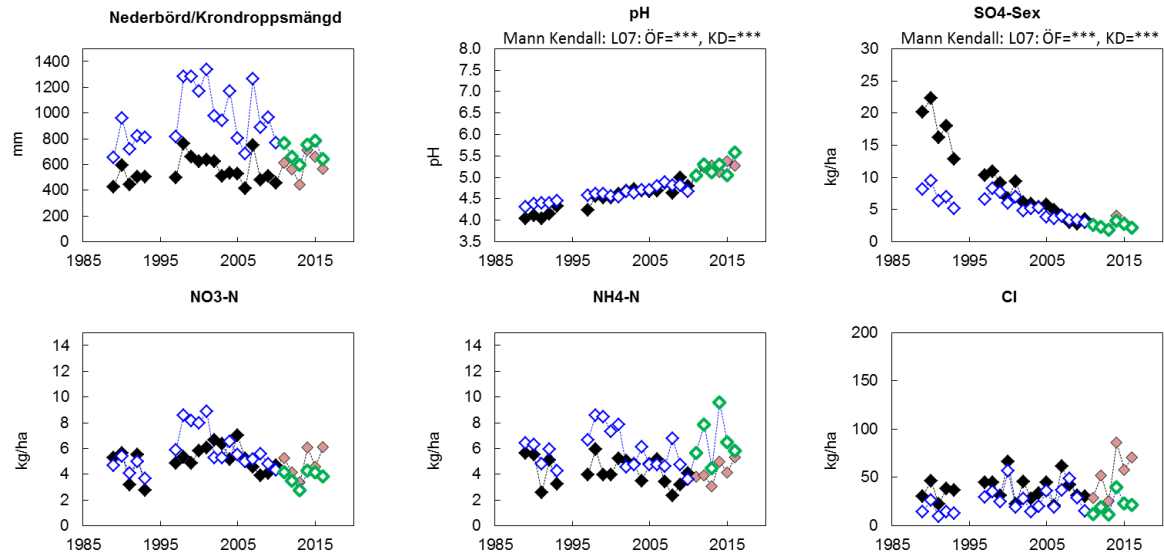 Nederbörd/Krondroppsmängd
mm
1400
1200
1000
800
600
400
200
0
1985 1995 2005 2015
pH
Mann Kendall: L07: ÖF=***, KD=***
pH
8.0
7.5
7.0
6.5
6.0
5.5
5.0
4.5
4.0
3.5
1985 1995 2005 2015
SO4-Sex
Mann Kendall: L07: ÖF=***, KD=***
kg/ha
30
25
20
15
10
5
0
1985 1995 2005 2015
NO3-N
kg/ha
14
12
10
8
6
4
2
0
1985 1995 2005 2015
NH4-N
kg/ha
14
12
10
8
6
4
2
0
1985 1995 2005 2015
Cl
kg/ha
200
150
100
50
0
1985 1995 2005 2015